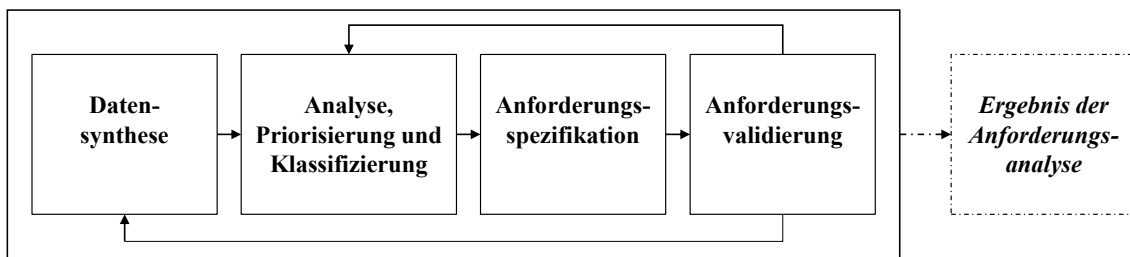 Daten-
synthese
Analyse,
Priorisierung und
Klassifizierung
Anforderungs-
spezifikation
Anforderungs-
validierung
Ergebnis der
Anforderungs-
analyse